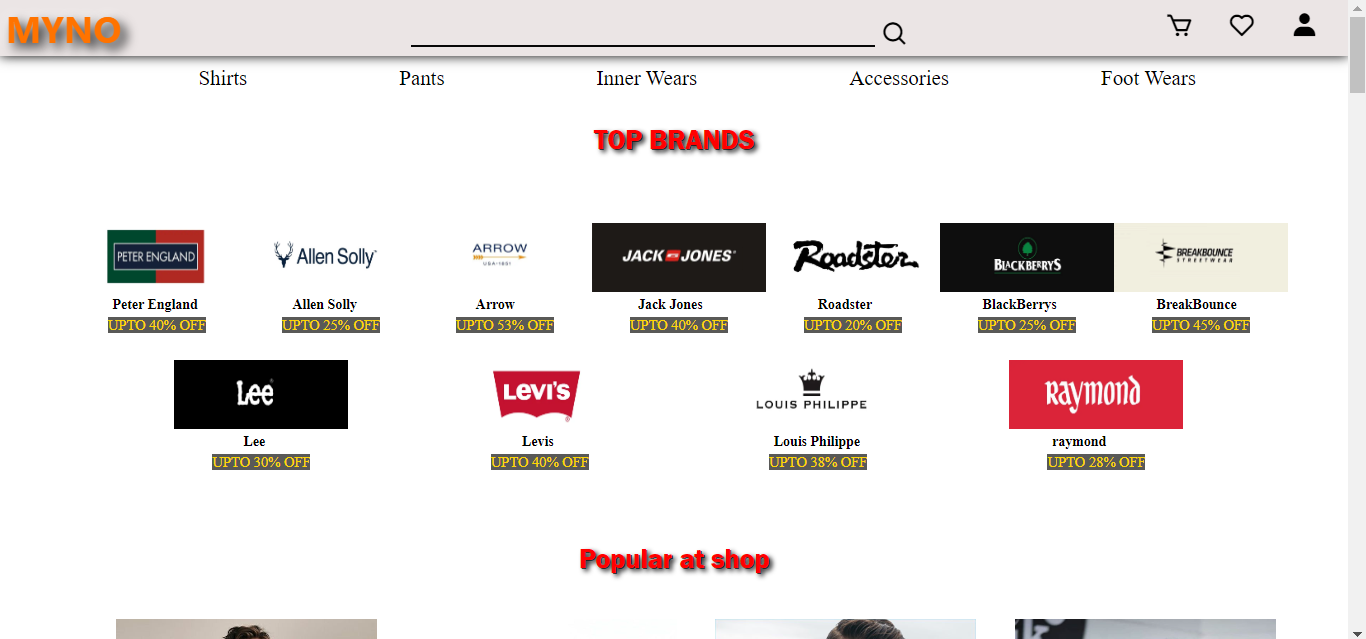 MYNO
Shirts Pants Inner Wears Accessories Foot Wears
TOP BRANDS
PETER ENGLAND Allen Solly ARROW USA-1851 JACK JONES Roadster BLACKBERRYS BREAKBOUNCE STREETWEAR
Peter England Allen Solly Arrow Jack Jones Roadster BlackBerrys BreakBounce
UPTO 40% OFF UPTO 25% OFF UPTO 53% OFF UPTO 40% OFF UPTO 20% OFF UPTO 25% OFF UPTO 45% OFF
Lee LEVI'S LOUIS PHILIPPE Raymond
Lee Levis Louis Philippe raymond
UPTO 30% OFF UPTO 40% OFF UPTO 38% OFF UPTO 28% OFF
Popular at shop